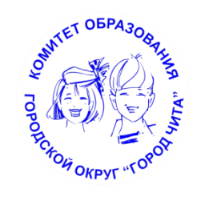 КОМИТЕТ ОБРАЗОВАНИЯ
ГОРОДСКОЙ ОКРУГ "ГОРОД ЧИТА"